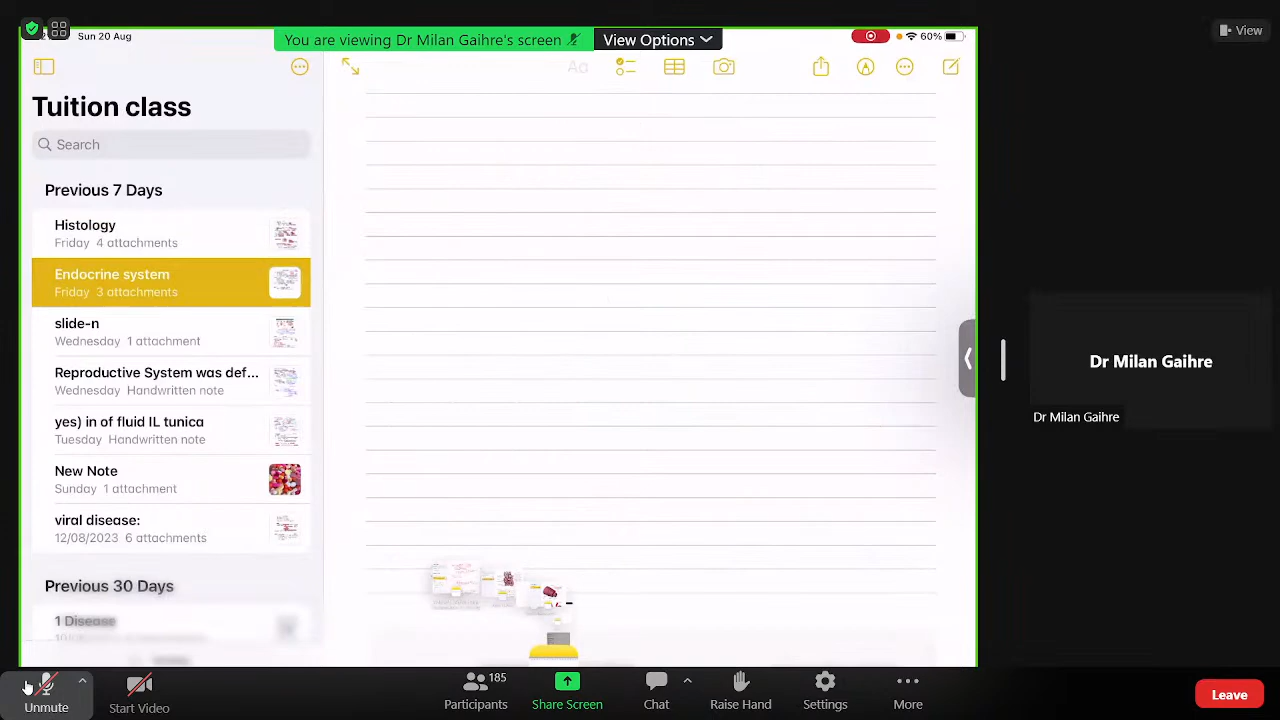 Sun 20 Aug
You are viewing Dr Milan Gaihre's screen
View Options
60%
View
Aa
Tuition class
Search
Previous 7 Days
Histology
Friday 4 attachments
Endocrine system
Friday 3 attachments
slide-n
Wednesday 1 attachment
Reproductive System was def...
Wednesday Handwritten note
yes) in of fluid IL tunica
Tuesday Handwritten note
New Note
Sunday 1 attachment
viral disease:
12/08/2023 6 attachments
Previous 30 Days
1 Disease
Dr Milan Gaihre
Dr Milan Gaihre
Unmute
Start Video
185
Participants
Share Screen
Chat
Raise Hand
Settings
More
Leave